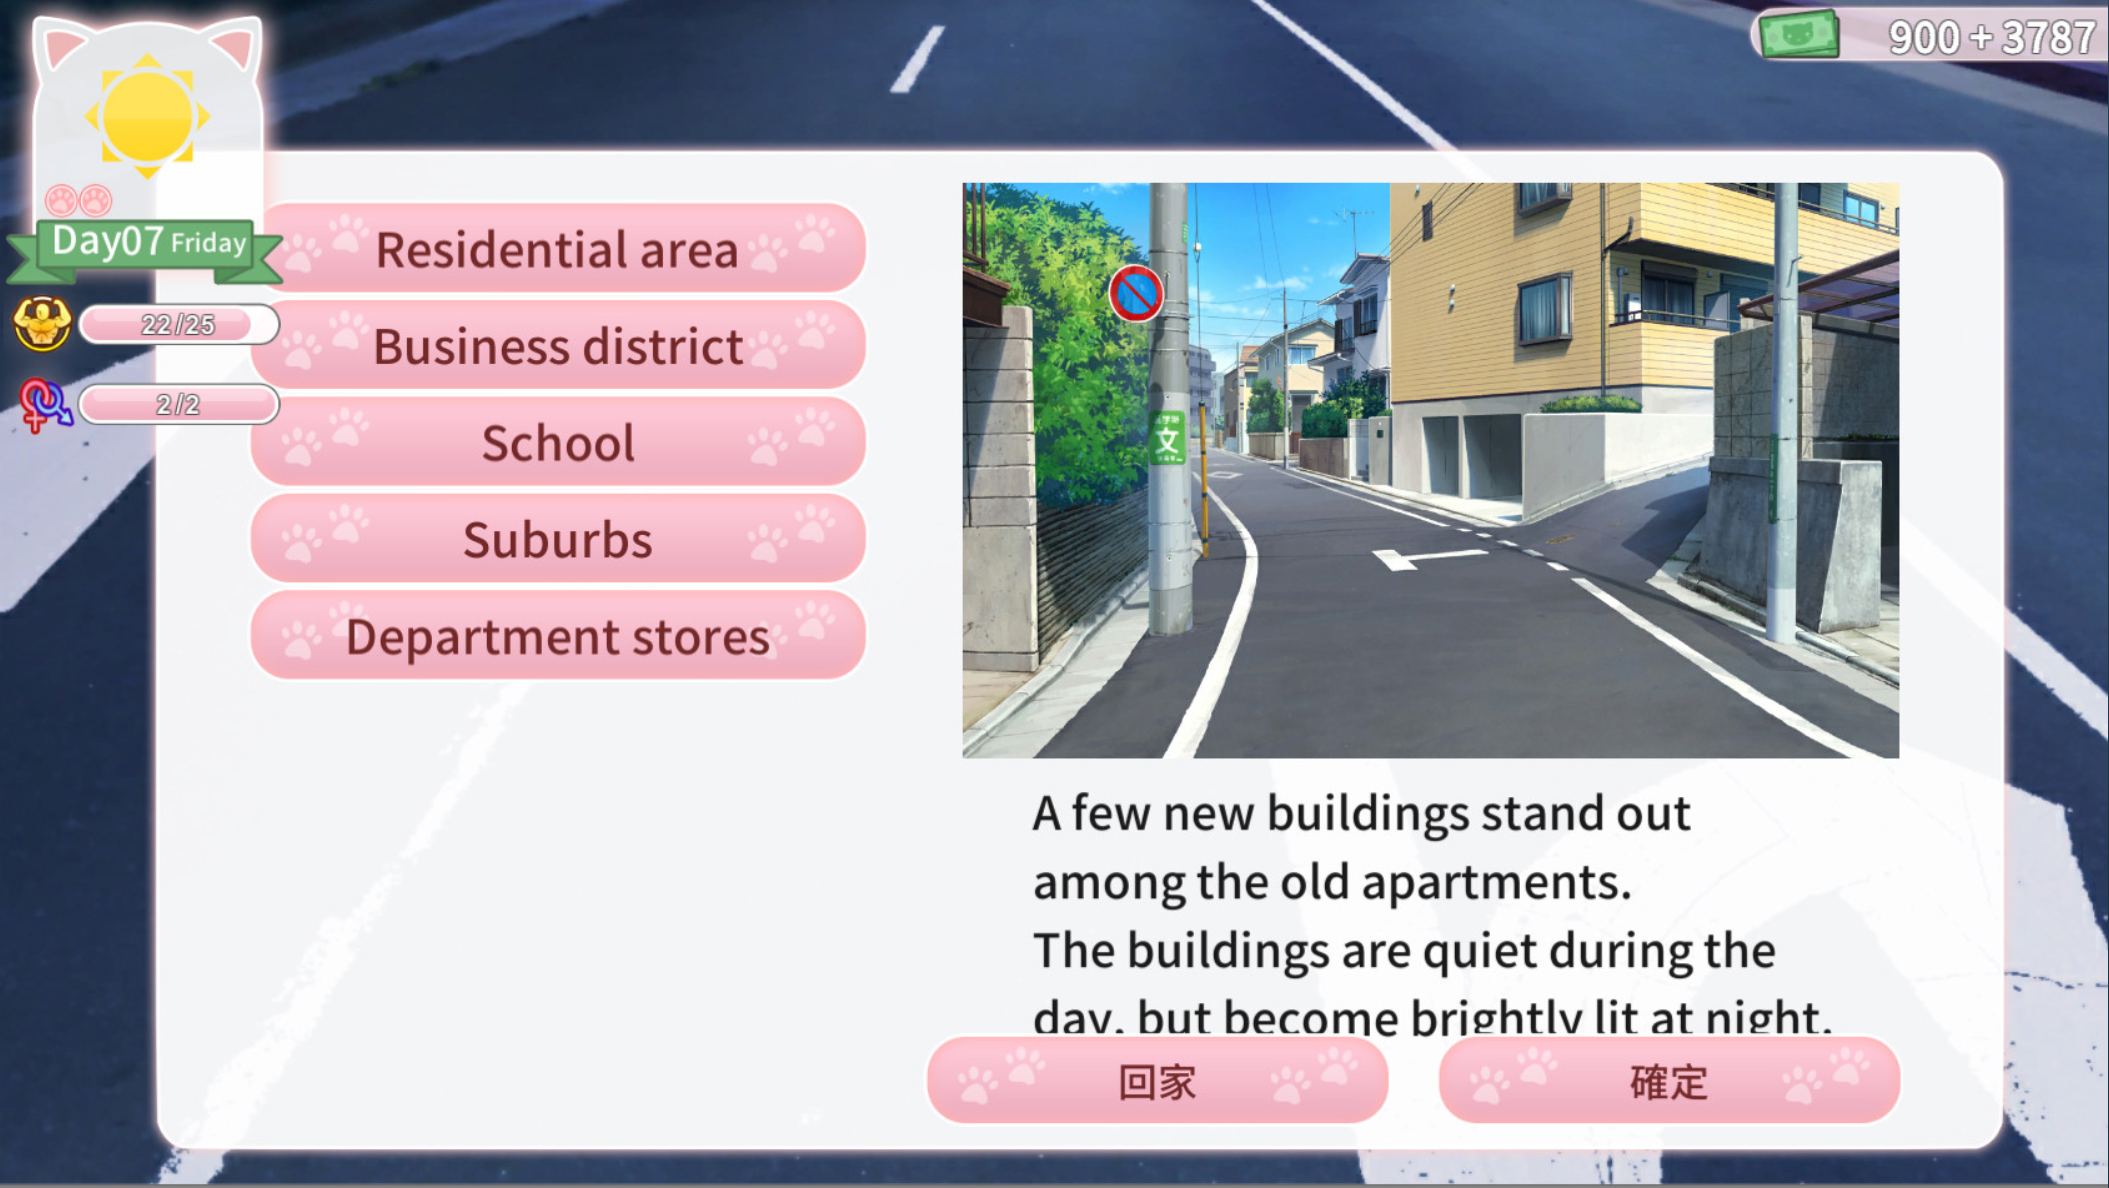 900 + 3787
Day07 Friday
22/25
2/2
Residential area
Business district
School
Suburbs
Department stores
文
A few new buildings stand out
among the old apartments.
The buildings are quiet during the
day, but become brightly lit at night.
回家
確定